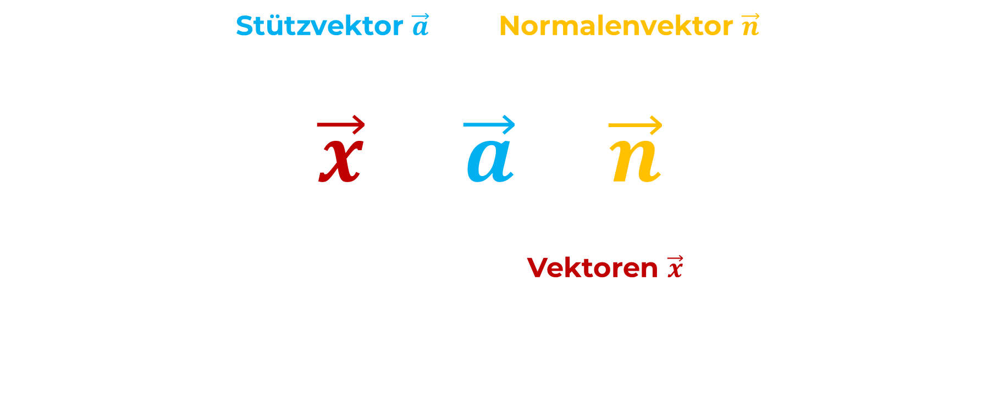 Stützvektor a⃗ Normalenvektor n⃗
x⃗ a⃗ n⃗
Vektoren x⃗